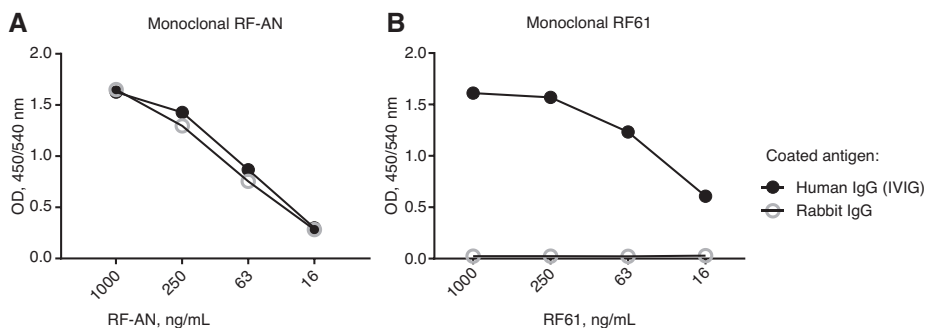 A
Monoclonal RF-AN
2.0
1.5
1.0
0.5
0.0
OD, 450/540 nm
1000
250
63
16
RF-AN, ng/mL
B
Monoclonal RF61
2.0
1.5
1.0
0.5
0.0
OD, 450/540 nm
1000
250
63
16
RF61, ng/mL
Coated antigen:
Human IgG (IVIG)
Rabbit IgG